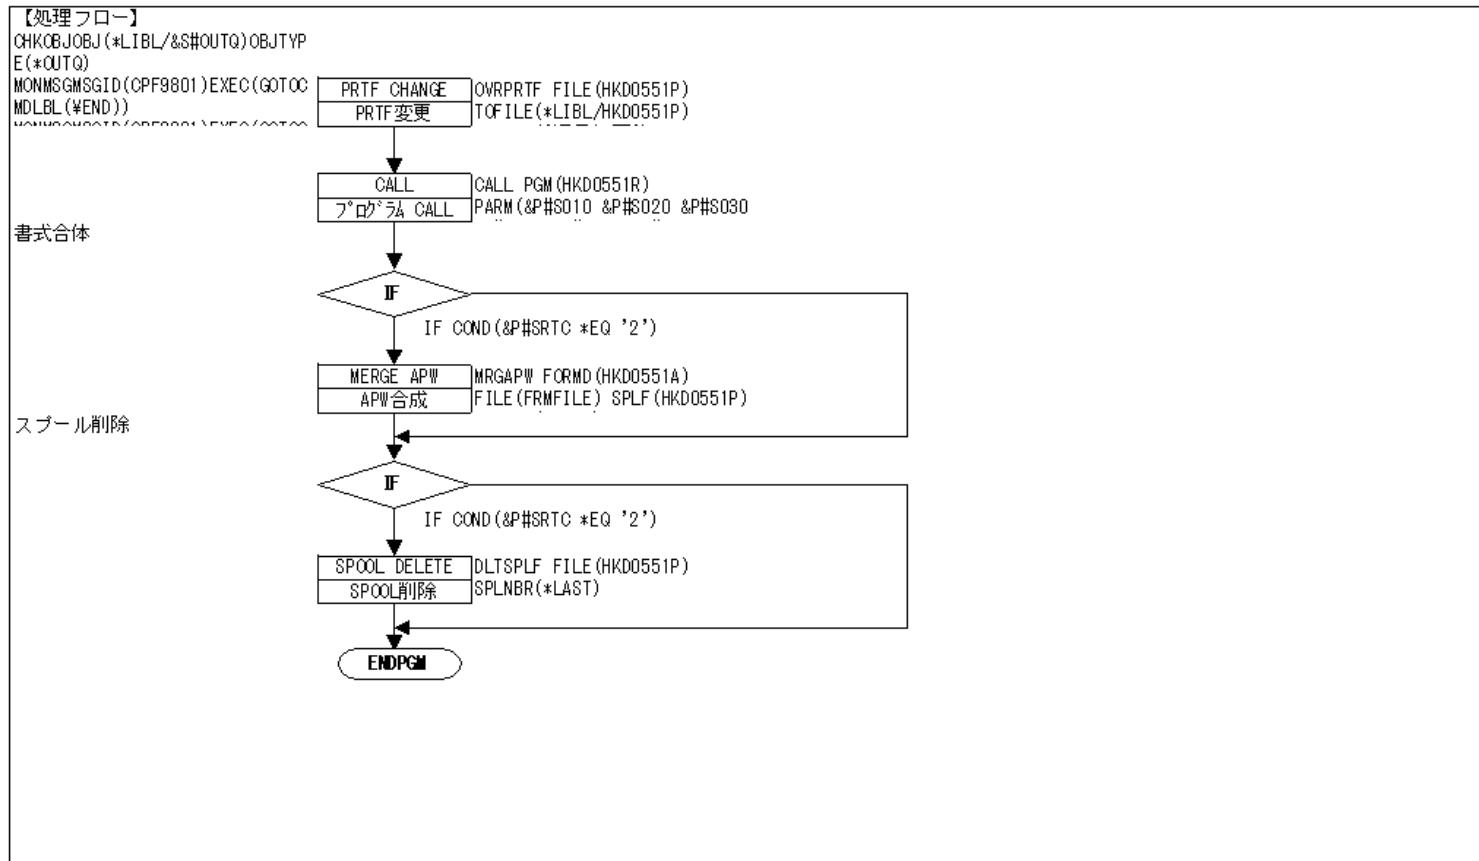 【処理フロー】
CHKOBJOBJ(*LIBL/&S#OUTQ)OBJTYP
E(*OUTQ)
MONMSGMSGID(CPF9801)EXEC(GOTOC
MDLBL(¥END))
PRTF CHANGE
PRTF変更
OVRPRTF FILE(HKD0551P)
TOFILE(*LIBL/HKD0551P)
CALL
プログラム CALL
CALL PGM(HKD0551R)
PARM(&P#S010 &P#S020 &P#S030
書式合体
IF
IF COND(&P#SRTC *EQ '2')
MERGE APW
APW合成
MRGAPW FORMD(HKD0551A)
FILE(FRMFILE) SPLF(HKD0551P)
スプール削除
IF
IF COND(&P#SRTC *EQ '2')
SPOOL DELETE
SPOOL削除
DLTSPLF FILE(HKD0551P)
SPLNBR(*LAST)
ENDPGM